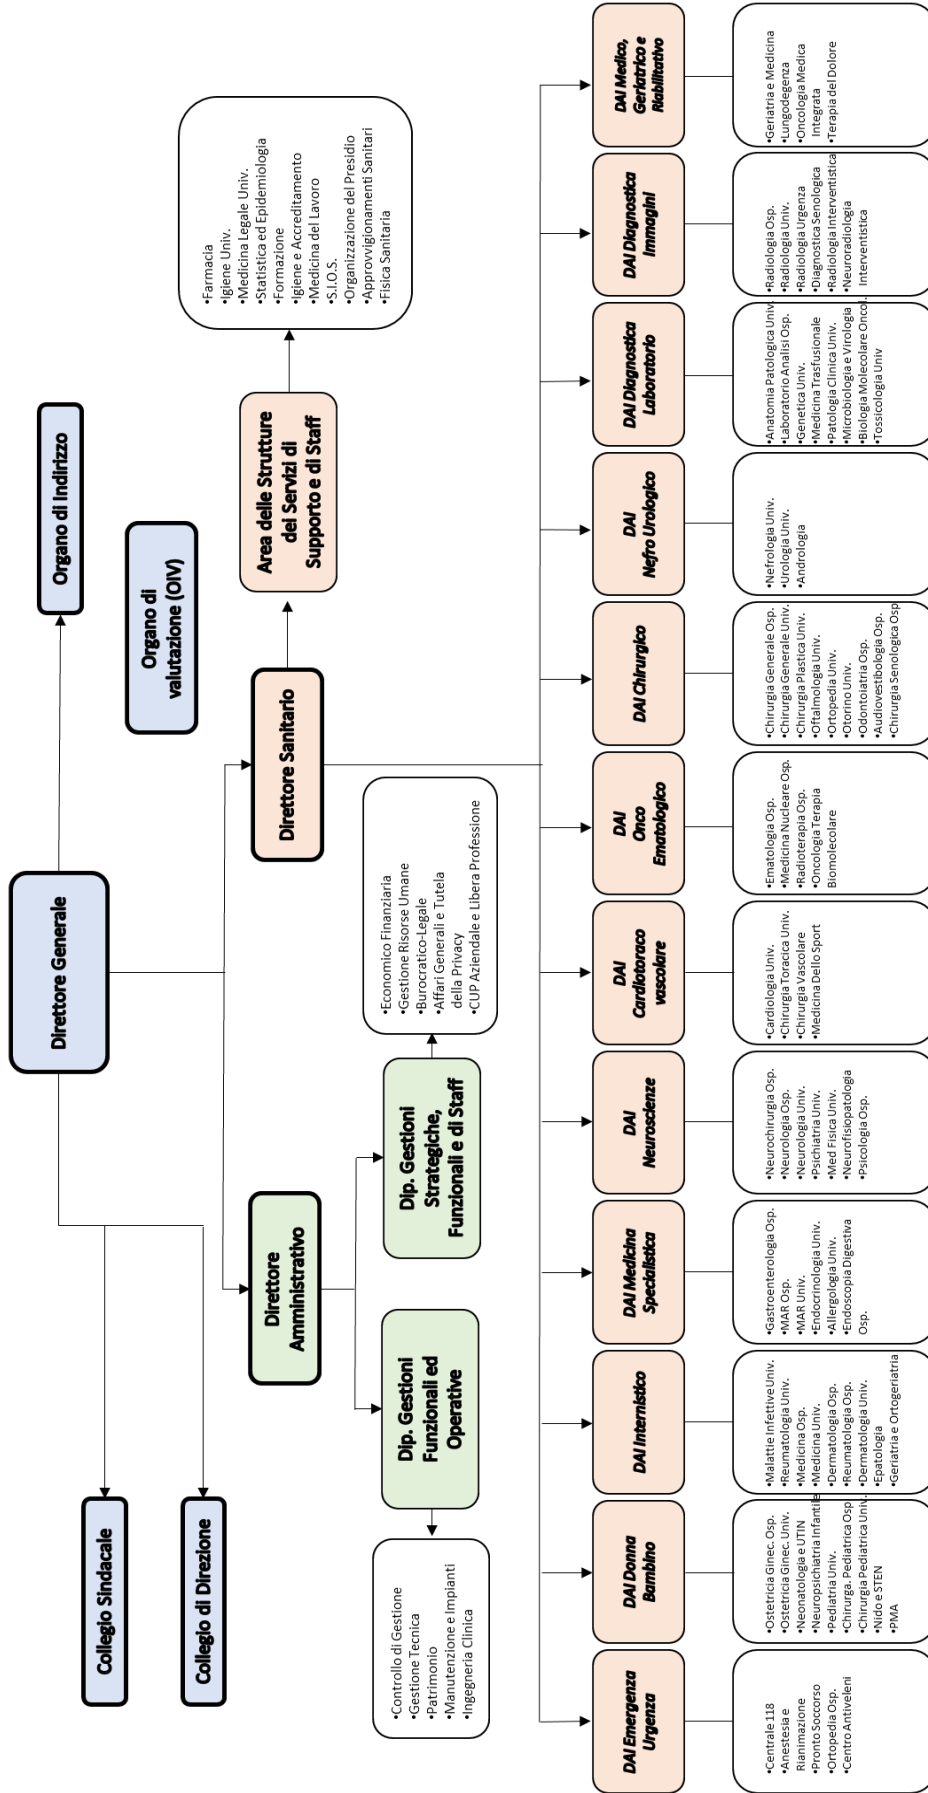 Direttore Generale
Organo di Indirizzo
Organo di
valutazione (OIV)
Collegio Sindacale
Collegio di Direzione
Direttore
Amministrativo
Direttore Sanitario
Area delle Strutture
dei Servizi di
Supporto e di Staff
•Farmacia
•Igiene Univ.
•Medicina Legale Univ.
•Statistica ed Epidemiologia
•Formazione
•Igiene e Accreditamento
•Medicina del Lavoro
•S.I.O.S.
•Organizzazione del Presidio
•Approvvigionamenti Sanitari
•Fisica Sanitaria
Dip. Gestioni
Funzionali ed
Operative
•Controllo di Gestione
•Gestione Tecnica
•Patrimonio
•Manutenzione e Impianti
•Ingegneria Clinica
Dip. Gestioni
Strategiche,
Funzionali e di Staff
•Economico Finanziaria
•Gestione Risorse Umane
•Burocratico-Legale
•Affari Generali e Tutela
della Privacy
•CUP Aziendale e Libera Professione
DAI Emergenza
Urgenza
•Centrale 118
•Anestesia e
Rianimazione
•Pronto Soccorso
•Ortopedia Osp.
•Centro Antiveleni
DAI Donna
Bambino
•Ostetricia Ginec. Osp.
•Ostetricia Ginec. Univ.
•Neonatologia e UTIN
•Neuropsichiatria Infantile
•Pediatria Univ.
•Chirurga. Pediatrica Osp.
•Chirurgia Pediatrica Univ.
•Nido e STEN
•PMA
DAI Internistico
•Malattie Infettive Univ.
•Reumatologia Univ.
•Medicina Osp.
•Medicina Univ.
•Dermatologia Osp.
•Reumatologia Osp.
•Dermatologia Univ.
•Epatologia
•Geriatria e Ortogeriatria
DAI Medicina
Specialistica
•Gastroenterologia Osp.
•MAR Osp.
•MAR Univ.
•Endocrinologia Univ.
•Allergologia Univ.
•Endoscopia Digestiva
Osp.
DAI
Neuroscienze
•Neurochirurgia Osp.
•Neurologia Osp.
•Neurologia Univ.
•Psichiatria Univ.
•Med Fisica Univ.
•Neurofisiopatologia
•Psicologia Osp.
DAI
Cardiotoraco
vascolare
•Cardiologia Univ.
•Chirurgia Toracica Univ.
•Chirurgia Vascolare
•Medicina Dello Sport
DAI
Onco
Ematologico
•Ematologia Osp.
•Medicina Nucleare Osp.
•Radioterapia Osp.
•Oncologia Terapia
Biomolecolare
DAI Chirurgico
•Chirurgia Generale Osp.
•Chirurgia Generale Univ.
•Chirurgia Plastica Univ.
•Oftalmologia Univ.
•Ortopedia Univ.
•Otorino Univ.
•Odontoiatria Osp.
•Audiovestibologia Osp.
•Chirurgia Senologica Osp
DAI
Nefro Urologico
•Nefrologia Univ.
•Urologia Univ.
•Andrologia
DAI Diagnostica
Laboratorio
•Anatomia Patologica Univ.
•Laboratorio Analisi Osp.
•Genetica Univ.
•Medicina Trasfusionale
•Patologia Clinica Univ.
•Microbiologia e Virologia
•Biologia Molecolare Oncol.
•Tossicologia Univ
DAI Diagnostica
Immagini
•Radiologia Osp.
•Radiologia Univ.
•Radiologia Urgenza
•Diagnostica Senologica
•Radiologia Interventistica
•Neuroradiologia
Interventistica
DAI Medico,
Geriatrico e
Riabilitativo
•Geriatria e Medicina
•Lungodegenza
•Oncologia Medica
Integrata
•Terapia del Dolore